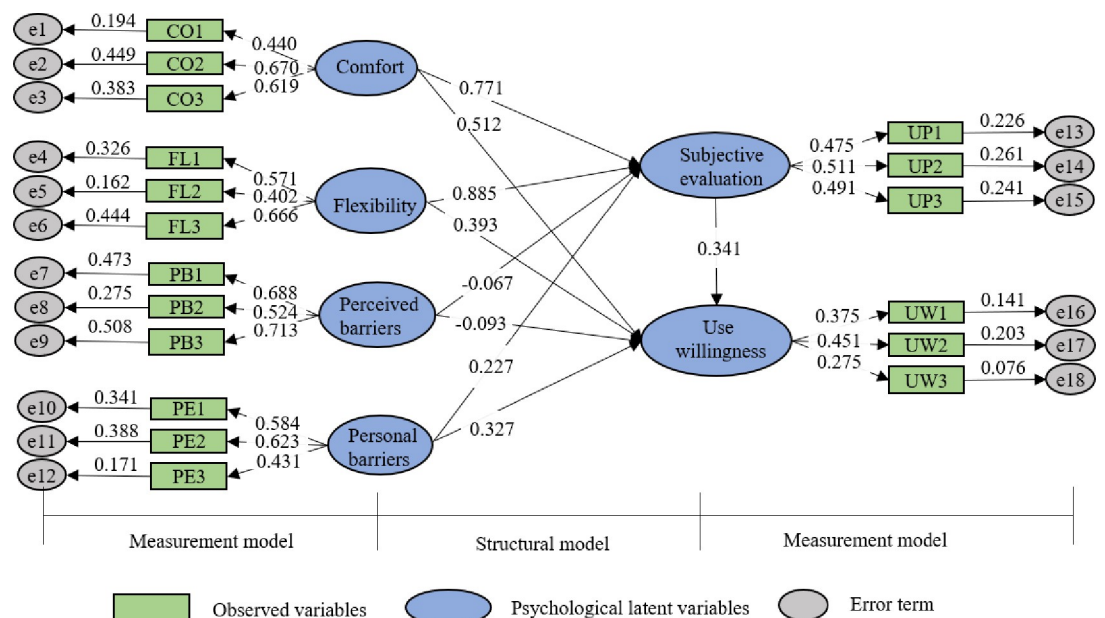 e1 0.194 CO1 0.440
e2 0.449 CO2 0.670
e3 0.383 CO3 0.619
Comfort
0.771
0.512
e4 0.326 FL1 0.571
e5 0.162 FL2 0.402
e6 0.444 FL3 0.666
Flexibility
0.885
0.393
e7 0.473 PB1 0.688
e8 0.275 PB2 0.524
e9 0.508 PB3 0.713
Perceived
barriers
-0.067
-0.093
e10 0.341 PE1 0.584
e11 0.388 PE2 0.623
e12 0.171 PE3 0.431
Personal
barriers
0.227
0.327
Subjective
evaluation
0.341
Use
willingness
0.475 UP1 0.226 e13
0.511 UP2 0.261 e14
0.491 UP3 0.241 e15
0.375 UW1 0.141 e16
0.451 UW2 0.203 e17
0.275 UW3 0.076 e18
Measurement model Structural model Measurement model
Observed variables Psychological latent variables Error term